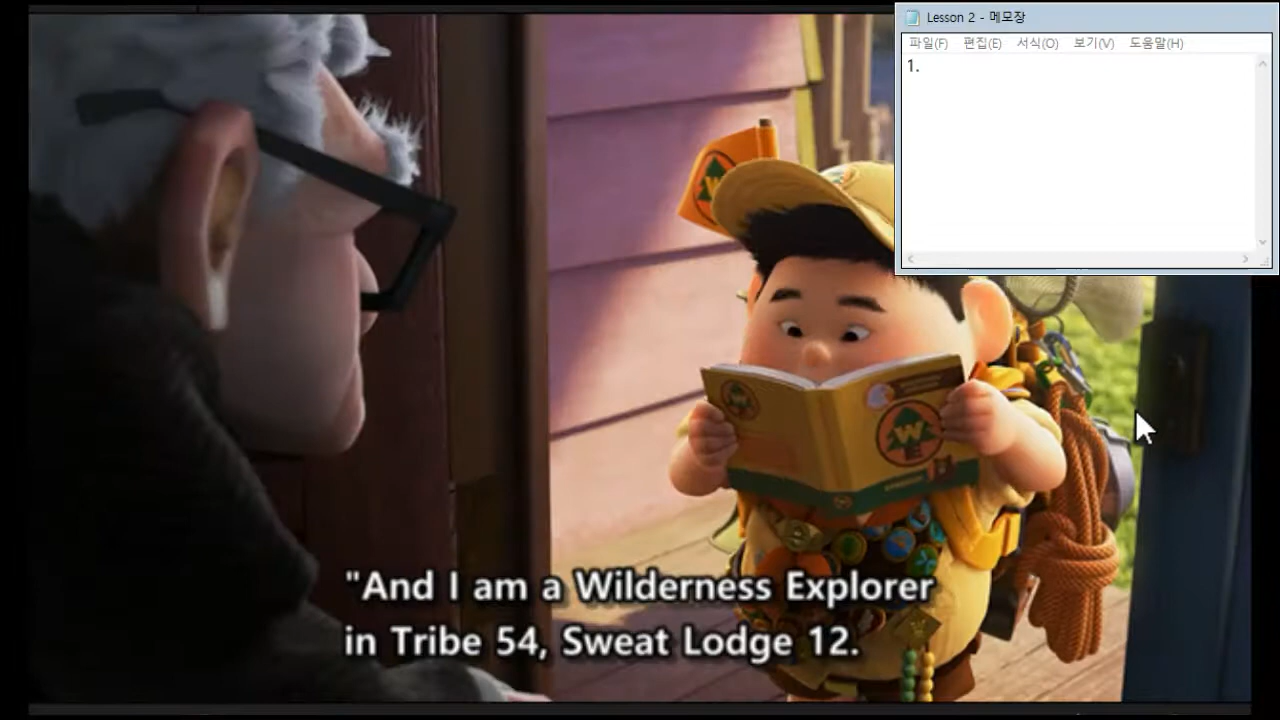 Lesson 2 - 메모장
파일(F) 편집(E) 서식(O) 보기(V) 도움말(H)
1.
W
W
"And I am a Wilderness Explorer
in Tribe 54, Sweat Lodge 12.